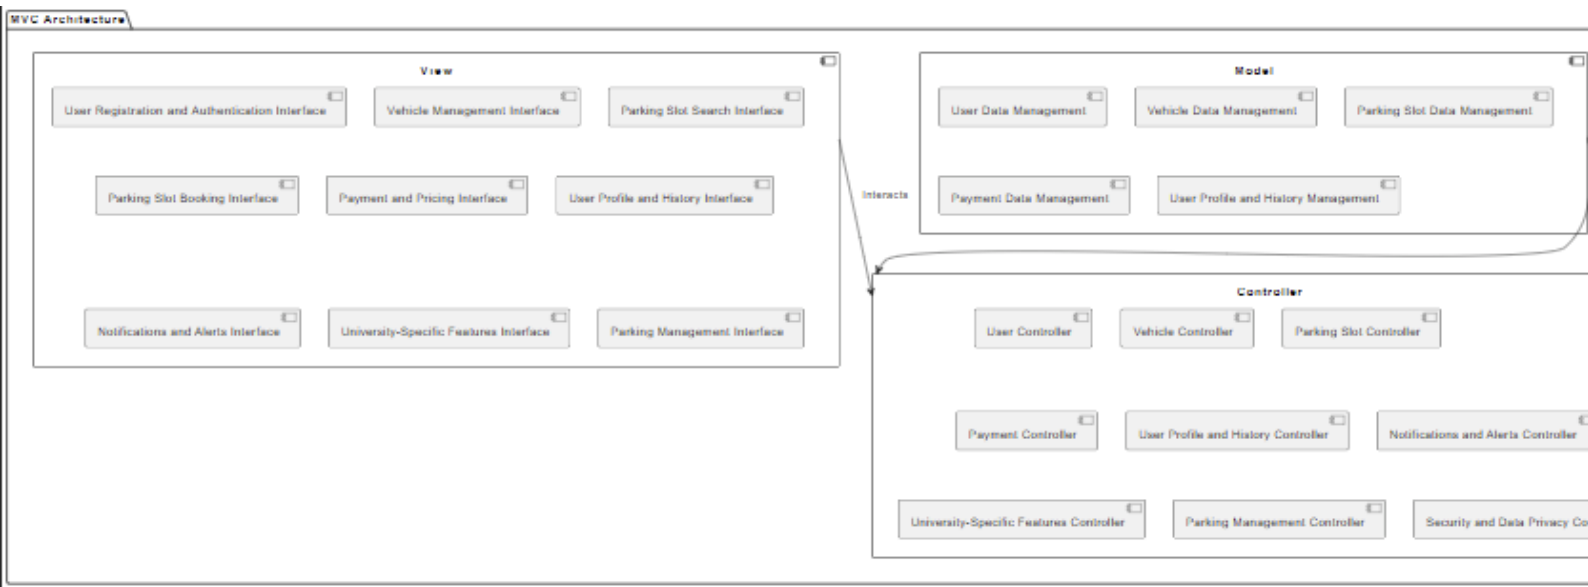 MVC Architecture
View
User Registration and Authentication Interface
Vehicle Management Interface
Parking Slot Search Interface
Parking Slot Booking Interface
Payment and Pricing Interface
User Profile and History Interface
Notifications and Alerts Interface
University-Specific Features Interface
Parking Management Interface
Interacts
Model
User Data Management
Vehicle Data Management
Parking Slot Data Management
Payment Data Management
User Profile and History Management
Controller
User Controller
Vehicle Controller
Parking Slot Controller
Payment Controller
User Profile and History Controller
Notifications and Alerts Controller
University-Specific Features Controller
Parking Management Controller
Security and Data Privacy Co